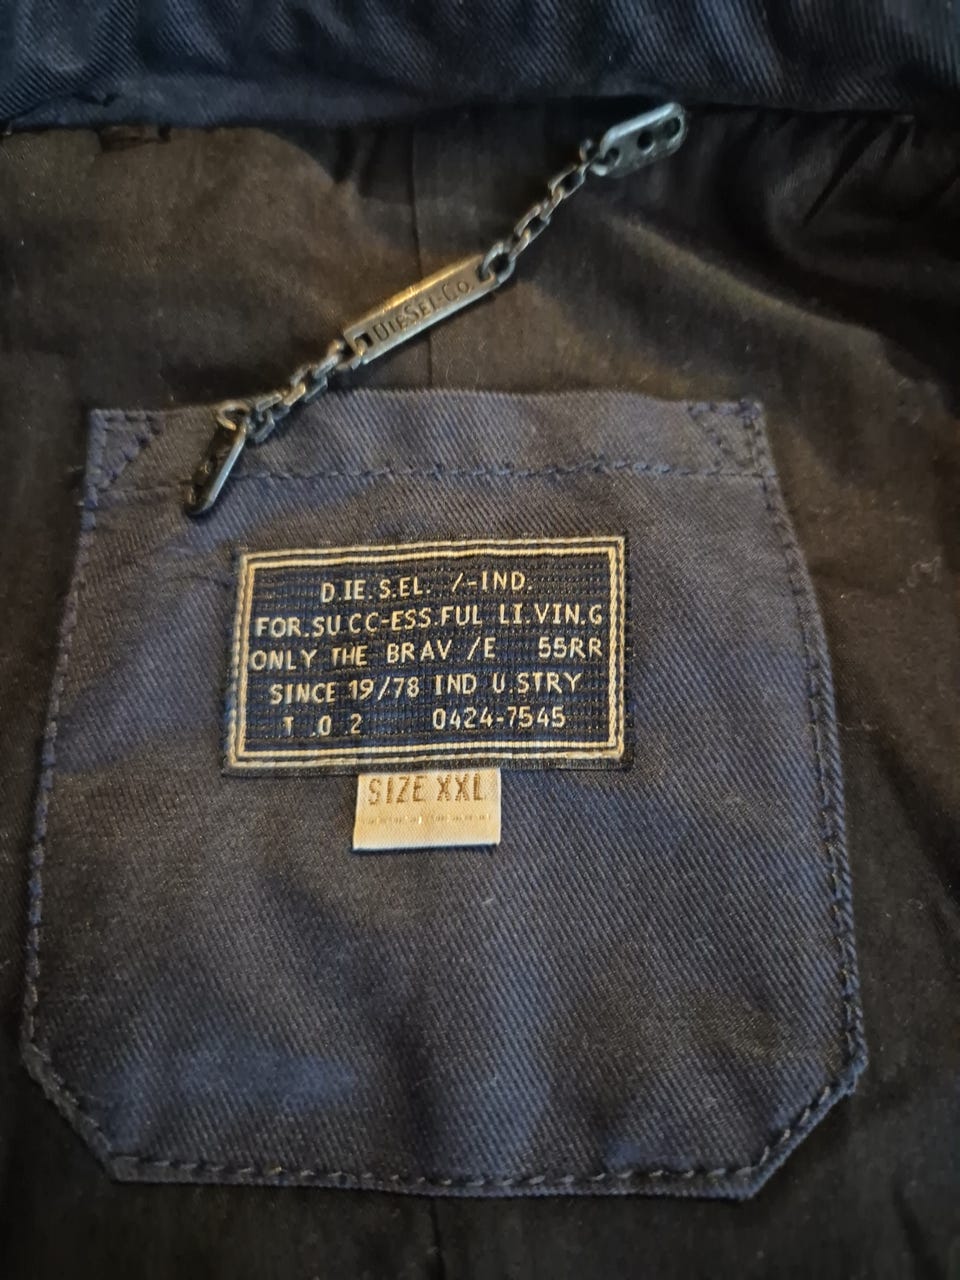 DIESEL-CO.
D.IE.S.EL. /-IND.
FOR.SU.CC-ESS.FUL LI.VIN.G
ONLY THE BRAV /E 55RR
SINCE 19/78 IND U.STRY
T .0 2 0424-7545
SIZE XXL